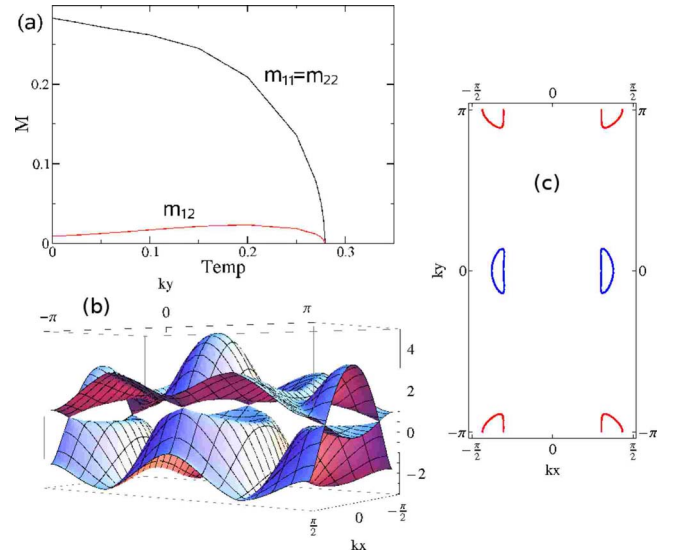 (a)
M
0.2
0.1
0
m11=m22
m12
0 0.1 0.2 0.3
Temp
(b)
ky
−π 0 π
4
2
0
−2
π/2 0 −π/2
kx
(c)
−π/2 0 π/2
π π
ky
0 0
−π −π
−π/2 0 π/2
kx